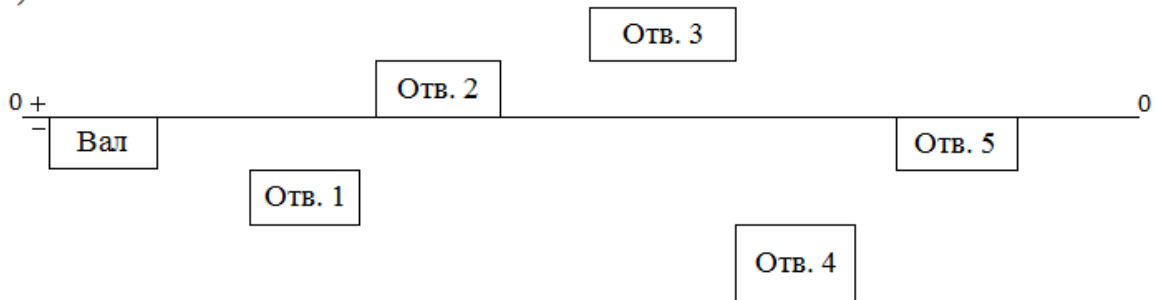 )
Отв. 3
Отв. 2
0 +
0
−
Вал
Отв. 5
Отв. 1
Отв. 4